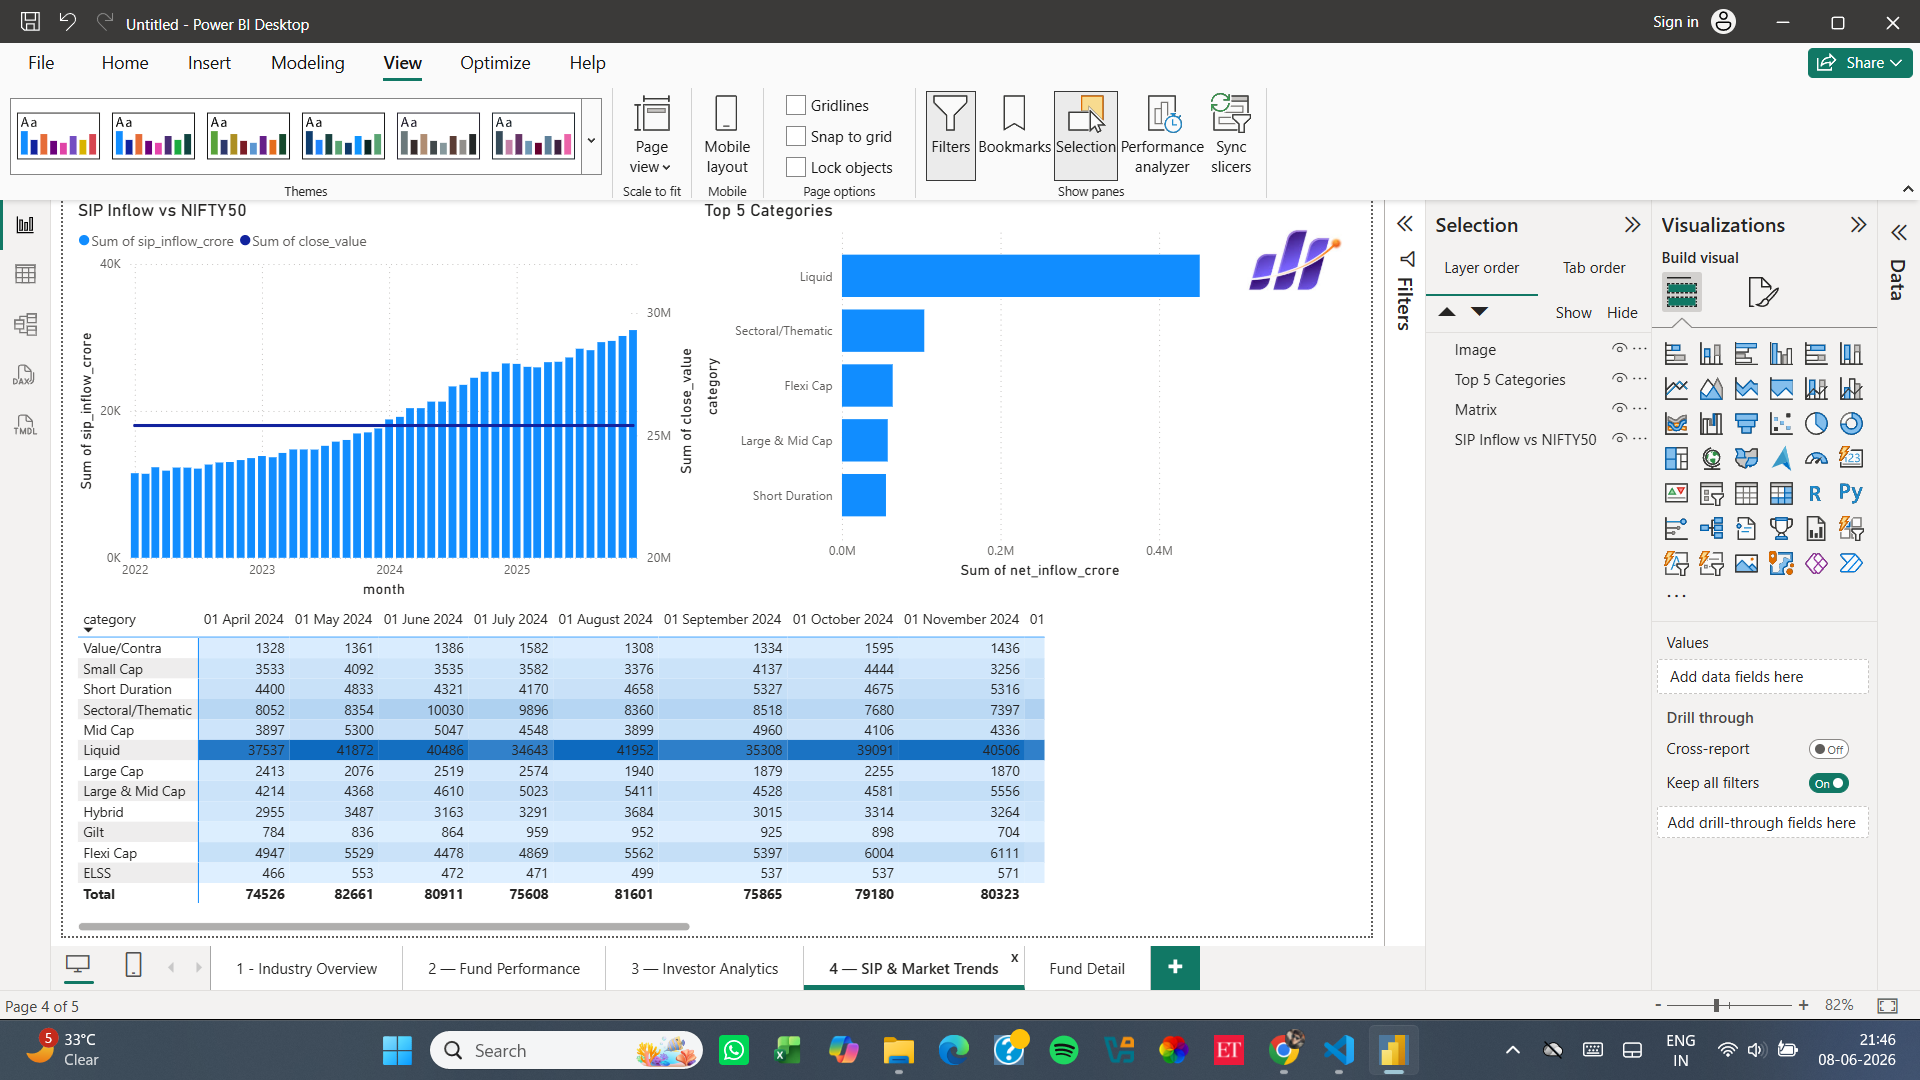 Untitled - Power BI Desktop
Sign in
File Home Insert Modeling View Optimize Help
Share
Aa Aa Aa Aa Aa Aa
Page view
Mobile layout
Gridlines
Snap to grid
Lock objects
Filters
Bookmarks
Selection
Performance analyzer
Sync slicers
Themes
Scale to fit
Mobile
Page options
Show panes
SIP Inflow vs NIFTY50
Sum of sip_inflow_crore Sum of close_value
40K
20K
0K
30M
25M
20M
Sum of sip_inflow_crore
Sum of close_value
2022 2023 2024 2025
month
Top 5 Categories
category
Liquid
Sectoral/Thematic
Flexi Cap
Large & Mid Cap
Short Duration
0.0M 0.2M 0.4M
Sum of net_inflow_crore
category 01 April 2024 01 May 2024 01 June 2024 01 July 2024 01 August 2024 01 September 2024 01 October 2024 01 November 2024 01
Value/Contra 1328 1361 1386 1582 1308 1334 1595 1436
Small Cap 3533 4092 3535 3582 3376 4137 4444 3256
Short Duration 4400 4833 4321 4170 4658 5327 4675 5316
Sectoral/Thematic 8052 8354 10030 9896 8360 8518 7680 7397
Mid Cap 3897 5300 5047 4548 3899 4960 4106 4336
Liquid 37537 41872 40486 34643 41952 35308 39091 40506
Large Cap 2413 2076 2519 2574 1940 1879 2255 1870
Large & Mid Cap 4214 4368 4610 5023 5411 4528 4581 5556
Hybrid 2955 3487 3163 3291 3684 3015 3314 3264
Gilt 784 836 864 959 952 925 898 704
Flexi Cap 4947 5529 4478 4869 5562 5397 6004 6111
ELSS 466 553 472 471 499 537 537 571
Total 74526 82661 80911 75608 81601 75865 79180 80323
Filters
Selection
Layer order Tab order
Show Hide
Image
Top 5 Categories
Matrix
SIP Inflow vs NIFTY50
Visualizations
Build visual
123
R Py
Values
Add data fields here
Drill through
Cross-report Off
Keep all filters On
Add drill-through fields here
Data
DAX
TMDL
1 - Industry Overview
2 — Fund Performance
3 — Investor Analytics
4 — SIP & Market Trends x
Fund Detail
+
Page 4 of 5
- + 82%
5
33°C
Clear
Search
ET
ENG
IN
21:46
08-06-2026